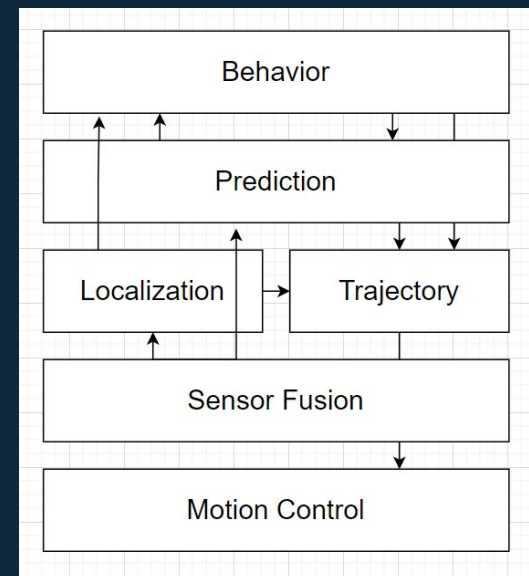 Behavior
Prediction
Localization
Trajectory
Sensor Fusion
Motion Control